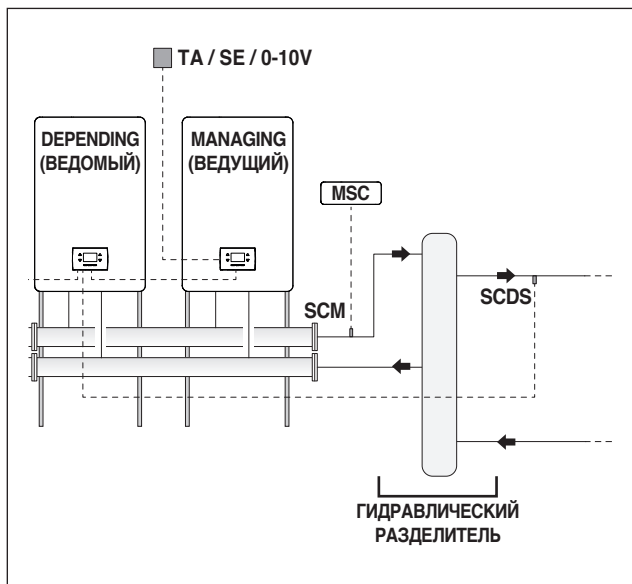 TA / SE / 0-10V
DEPENDING
(ВЕДОМЫЙ)
MANAGING
(ВЕДУЩИЙ)
MSC
SCM
SCDS
ГИДРАВЛИЧЕСКИЙ
РАЗДЕЛИТЕЛЬ